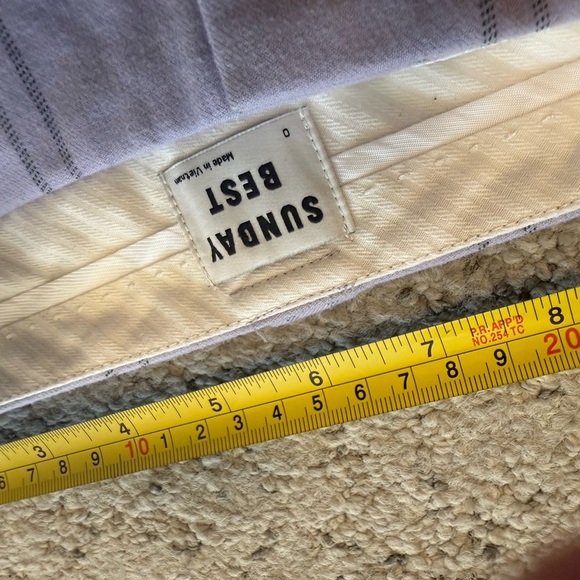 SUNDAY
BEST
Made in Vietnam
0
3 4 5 6 7 8
P.R. APP'D
NO.254 TC
6 7 8 9 10 1 2 3 4 5 6 7 8 9 20